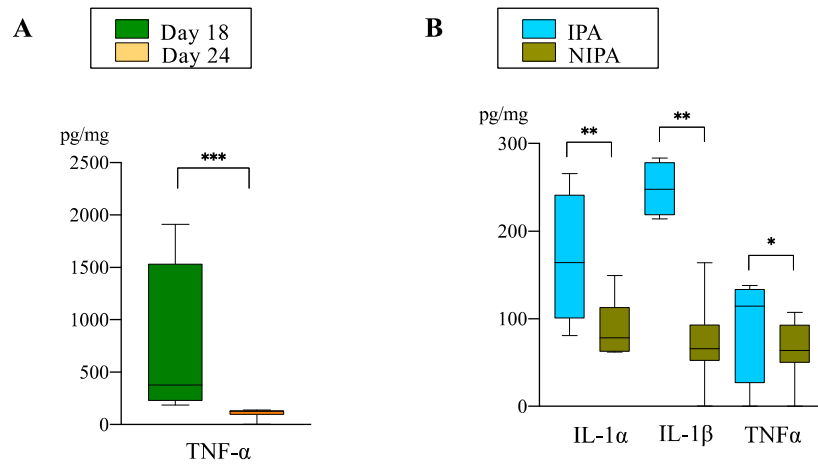 A
Day 18
Day 24
pg/mg
2500
2000
1500
1000
500
0
***
TNF-α
B
IPA
NIPA
pg/mg
300
200
100
0
**
**
*
IL-1α
IL-1β
TNFα